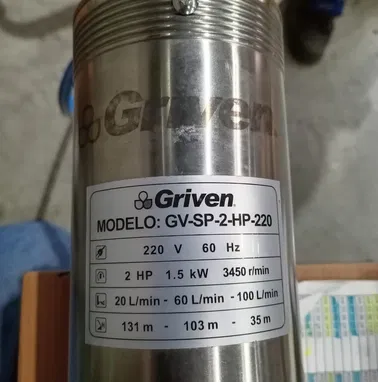 Griven
Griven
MODELO: GV-SP-2-HP-220
220 V 60 Hz
2 HP 1.5 kW 3450 r/min
20 L/min - 60 L/min - 100 L/min
131 m - 103 m - 35 m